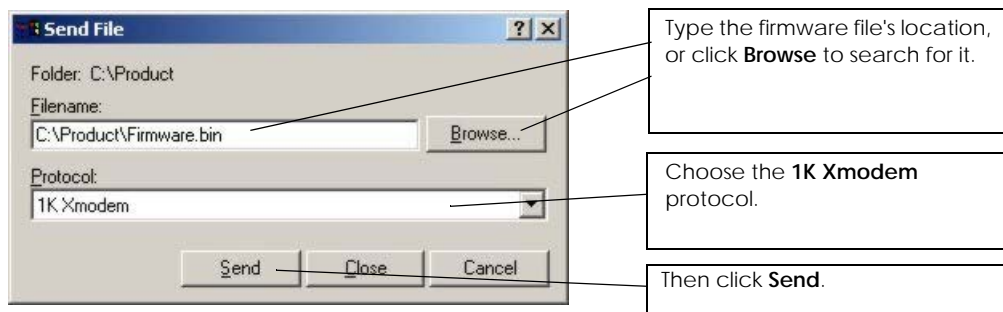 Send File
Folder: C:\Product
Filename:
C:\Product\Firmware.bin
Browse...
Protocol:
1K Xmodem
Send
Close
Cancel
Type the firmware file's location,
or click Browse to search for it.
Choose the 1K Xmodem
protocol.
Then click Send.